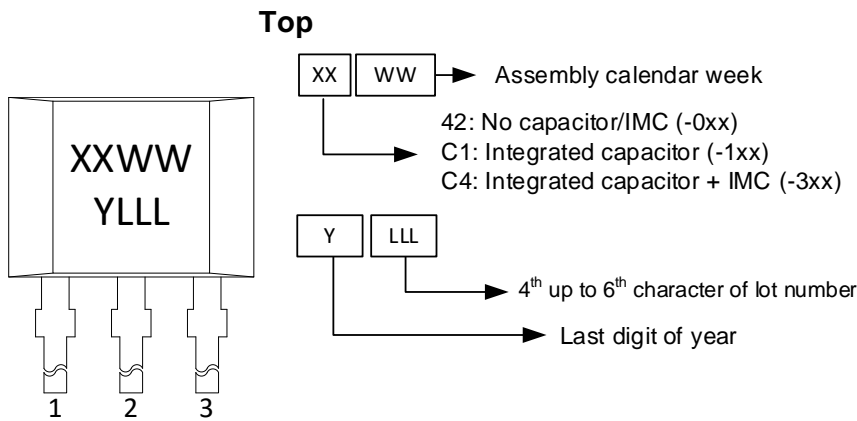 Top
XX WW Assembly calendar week
42: No capacitor/IMC (-0xx)
C1: Integrated capacitor (-1xx)
C4: Integrated capacitor + IMC (-3xx)
XXWW
YLLL
Y LLL
4th up to 6th character of lot number
Last digit of year
1 2 3